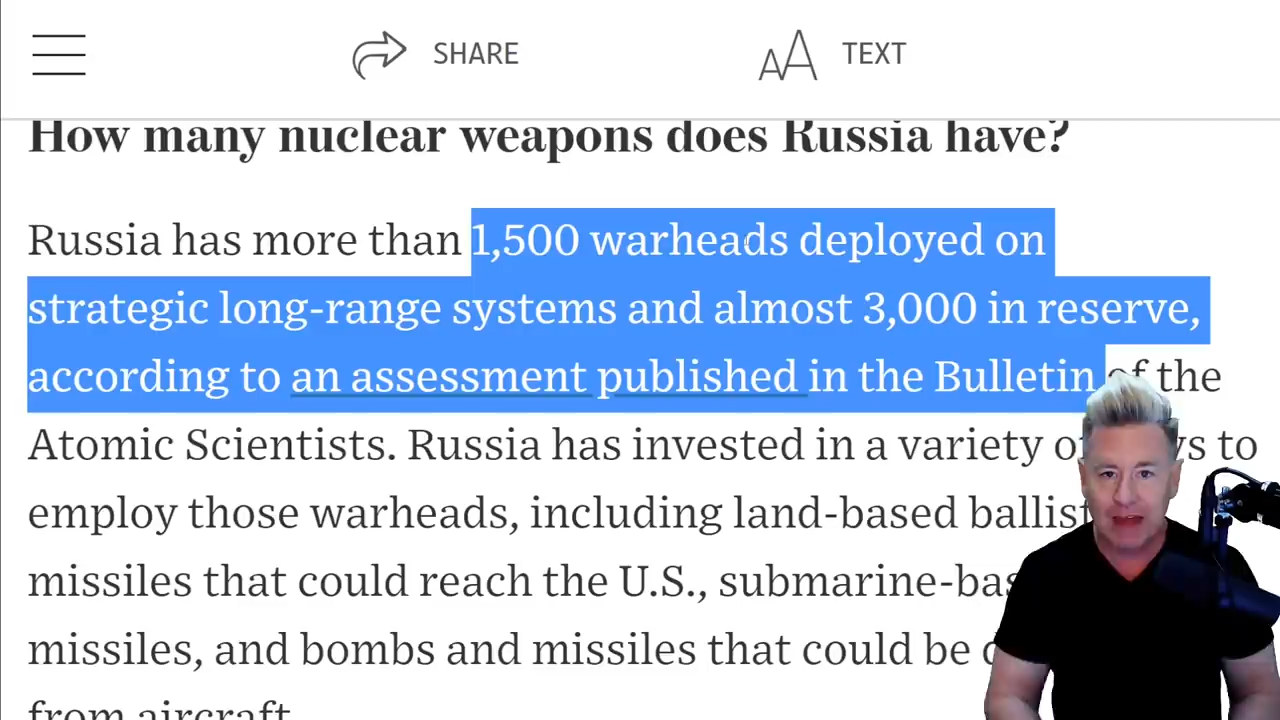 SHARE
TEXT
How many nuclear weapons does Russia have?
Russia has more than 1,500 warheads deployed on
strategic long-range systems and almost 3,000 in reserve,
according to an assessment published in the Bulletin of the
Atomic Scientists. Russia has invested in a variety to
employ those warheads, including land-based
missiles that could reach the U.S.,
missiles, and bombs and missiles that could be
from aircraft